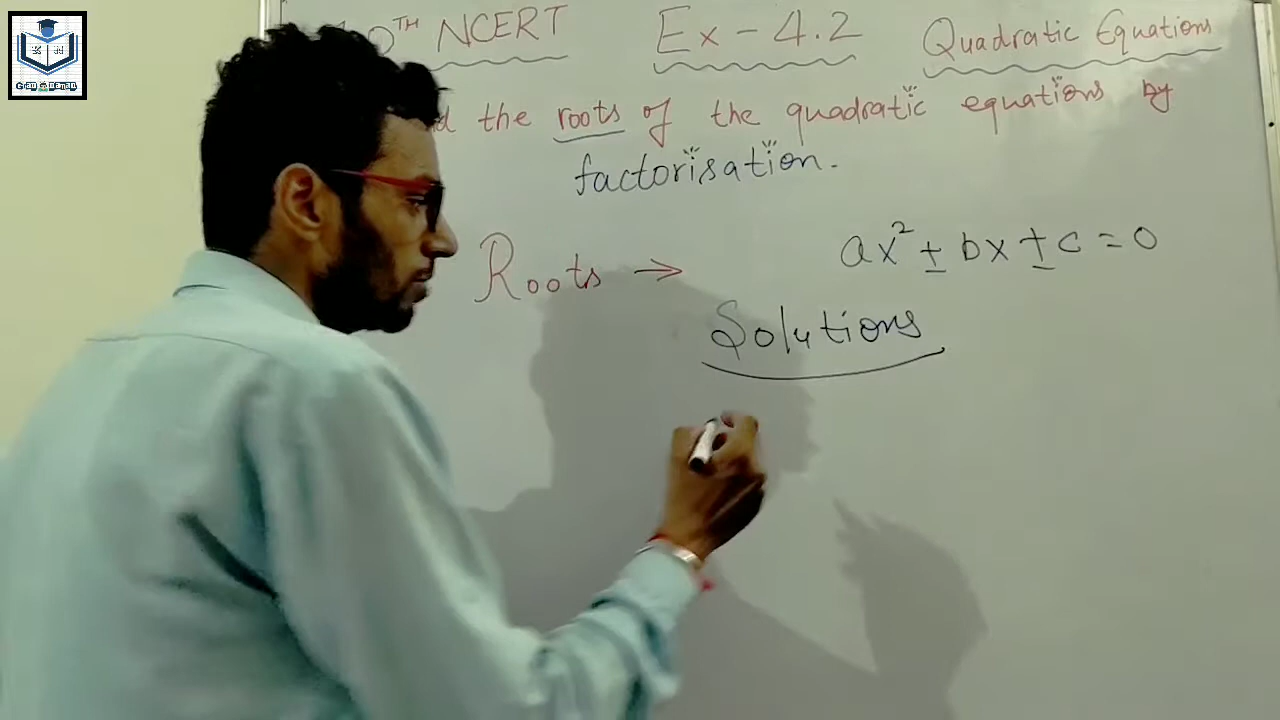 10TH NCERT Ex - 4.2 Quadratic Equations
the roots of the quadratic equations by
factorisation.
Roots → ax² ± bx ± c = 0
Solutions